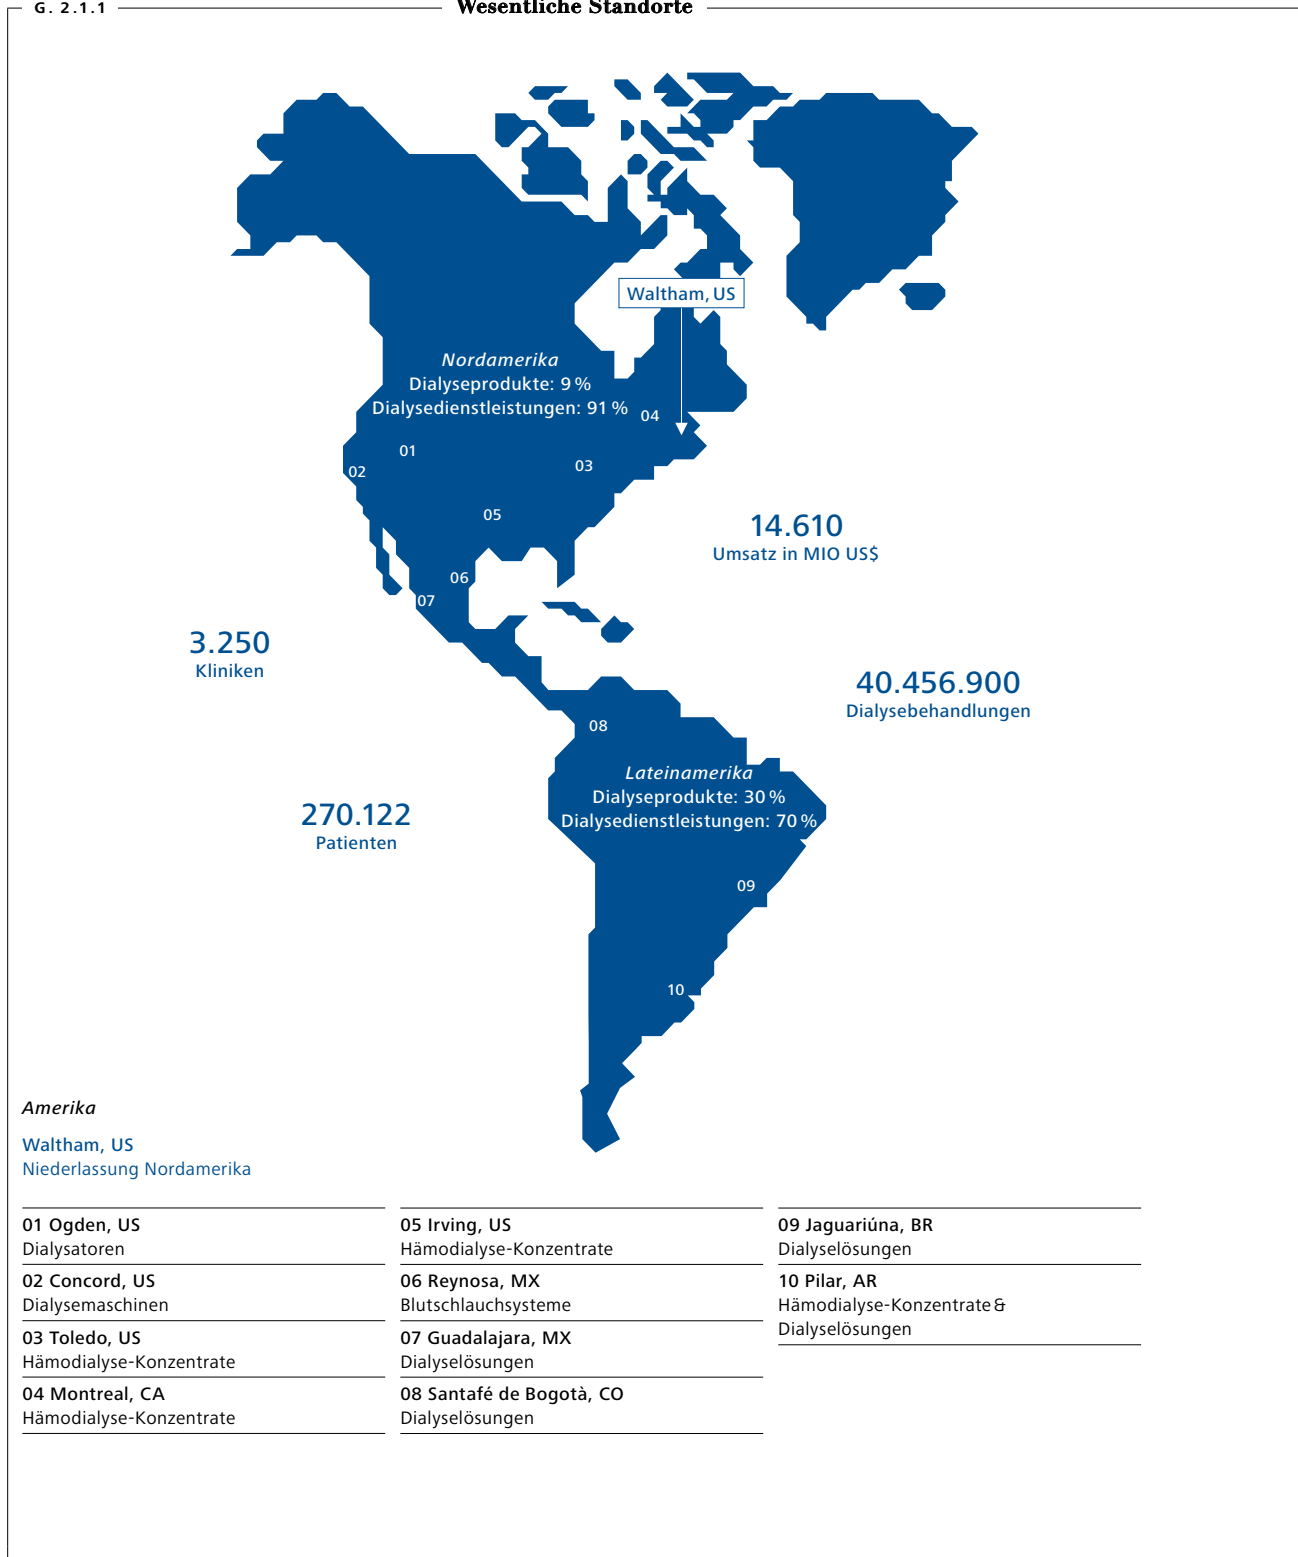 G. 2.1.1
Wesentliche Standorte
Waltham, US
Nordamerika
Dialyseprodukte: 9 %
Dialysedienstleistungen: 91 %
04
01
02
03
05
14.610
Umsatz in MIO US$
06
07
3.250
Kliniken
40.456.900
Dialysebehandlungen
08
Lateinamerika
Dialyseprodukte: 30 %
Dialysedienstleistungen: 70 %
270.122
Patienten
09
10
Amerika
Waltham, US
Niederlassung Nordamerika
01 Ogden, US
Dialysatoren
02 Concord, US
Dialysemaschinen
03 Toledo, US
Hämodialyse-Konzentrate
04 Montreal, CA
Hämodialyse-Konzentrate
05 Irving, US
Hämodialyse-Konzentrate
06 Reynosa, MX
Blutschlauchsysteme
07 Guadalajara, MX
Dialyselösungen
08 Santafé de Bogotà, CO
Dialyselösungen
09 Jaguariúna, BR
Dialyselösungen
10 Pilar, AR
Hämodialyse-Konzentrate &
Dialyselösungen